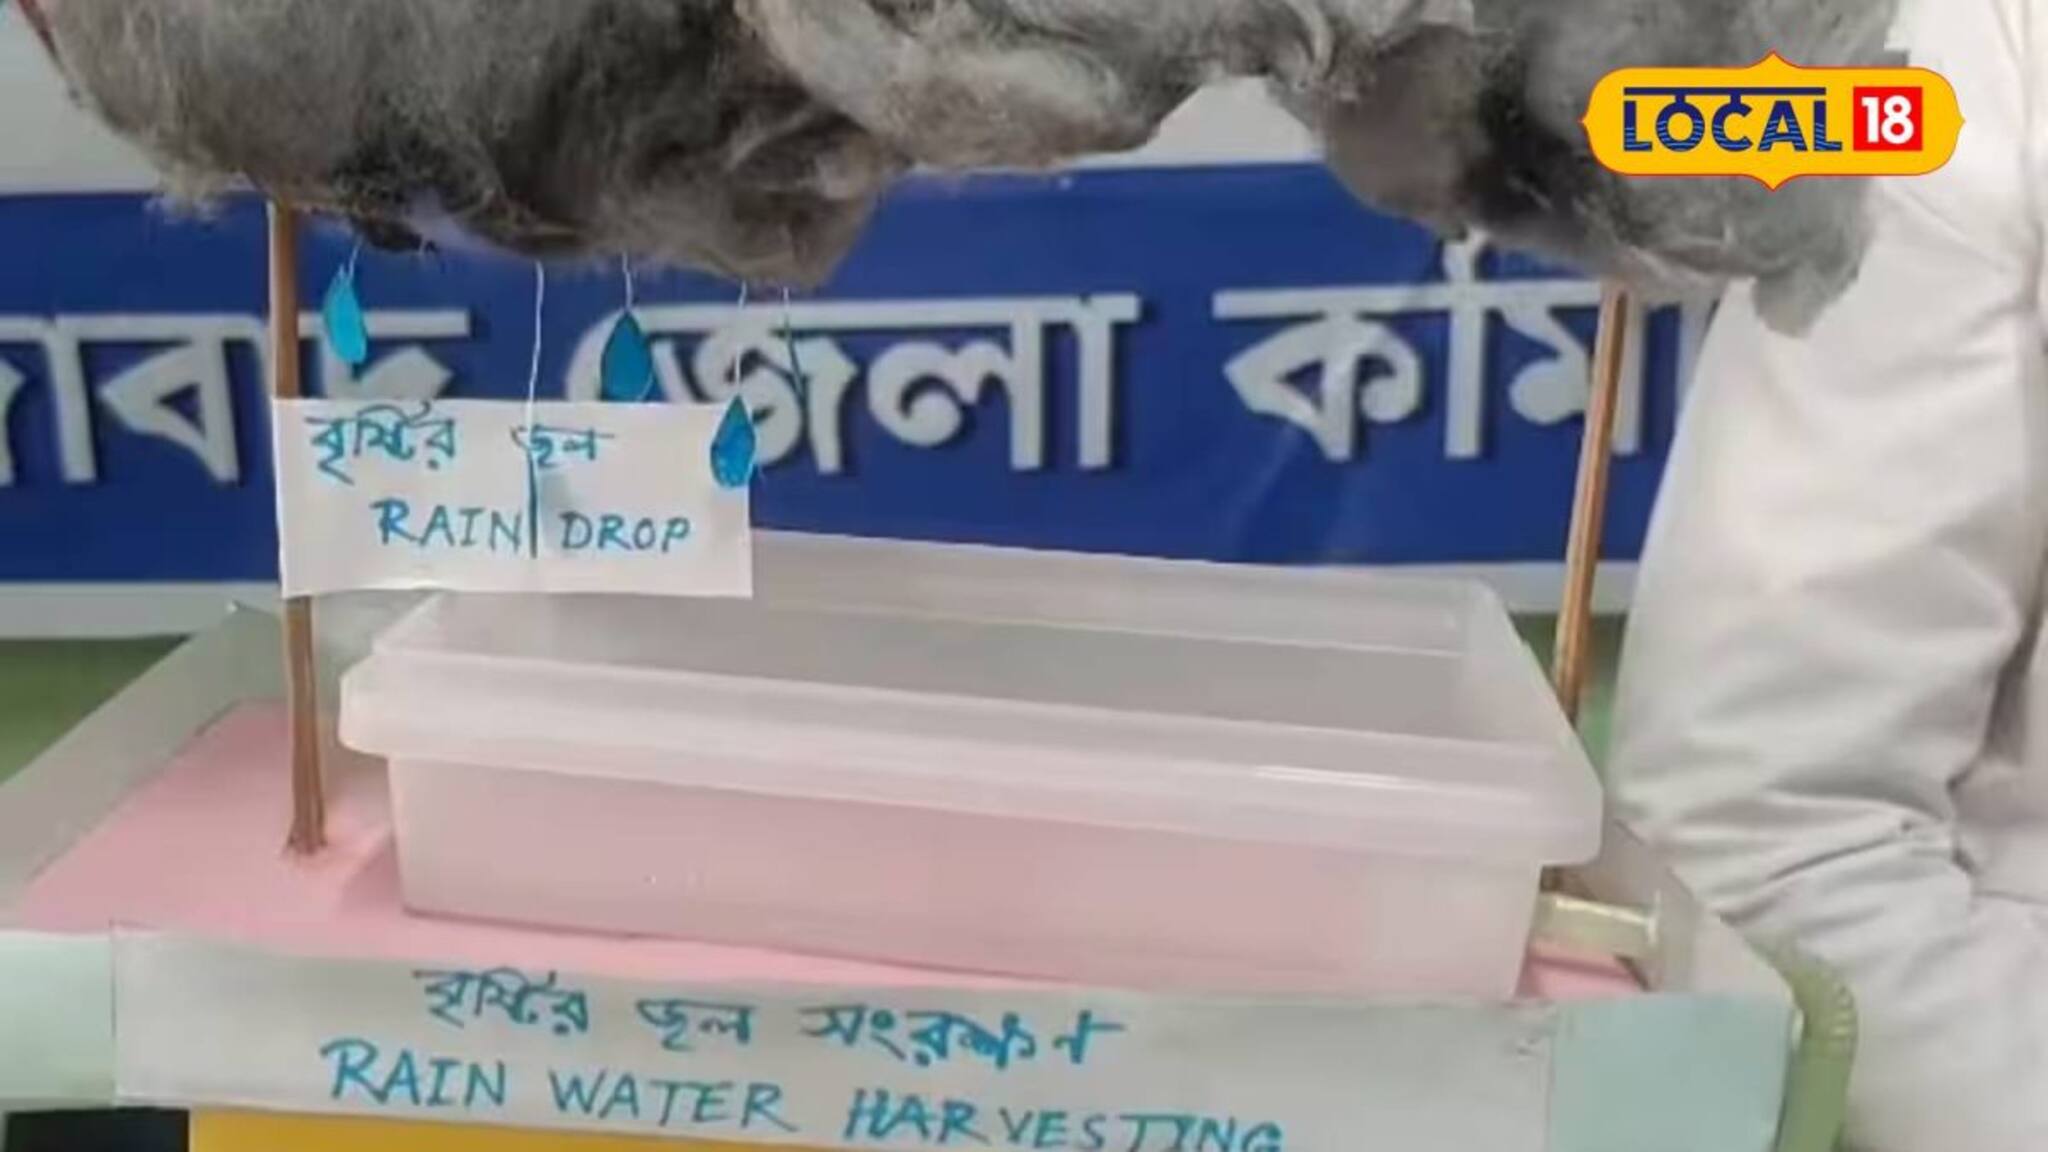 LOCAL 18
জেলা
বৃষ্টির জল
RAIN DROP
বৃষ্টির জল সংরক্ষণ
RAIN WATER HARVESTING